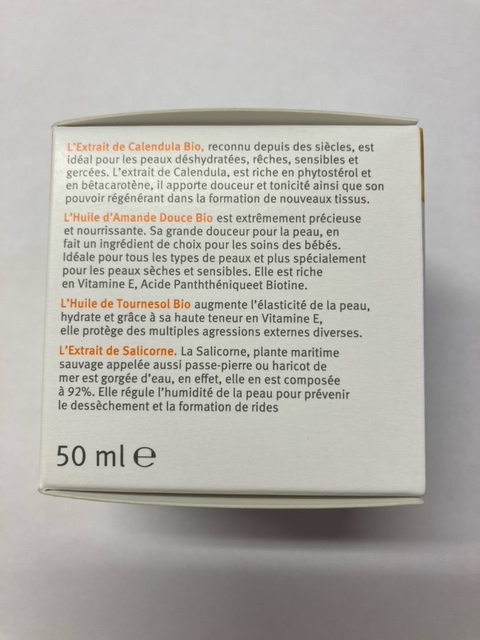 L'Extrait de Calendula Bio, reconnu depuis des siècles, est
idéal pour les peaux déshydratées, rêches, sensibles et
gercées. L'extrait de Calendula, est riche en phytostérol et
en bêtacarotène, il apporte douceur et tonicité ainsi que son
pouvoir régénérant dans la formation de nouveaux tissus.
L'Huile d'Amande Douce Bio est extrêmement précieuse
et nourrissante. Sa grande douceur pour la peau, en
fait un ingrédient de choix pour les soins des bébés.
Idéale pour tous les types de peaux et plus spécialement
pour les peaux sèches et sensibles. Elle est riche
en Vitamine E, Acide Panththéniqueet Biotine.
L'Huile de Tournesol Bio augmente l'élasticité de la peau,
hydrate et grâce à sa haute teneur en Vitamine E,
elle protège des multiples agressions externes diverses.
L'Extrait de Salicorne. La Salicorne, plante maritime
sauvage appelée aussi passe-pierre ou haricot de
mer est gorgée d'eau, en effet, elle en est composée
à 92%. Elle régule l'humidité de la peau pour prévenir
le dessèchement et la formation de rides
50 ml ℮